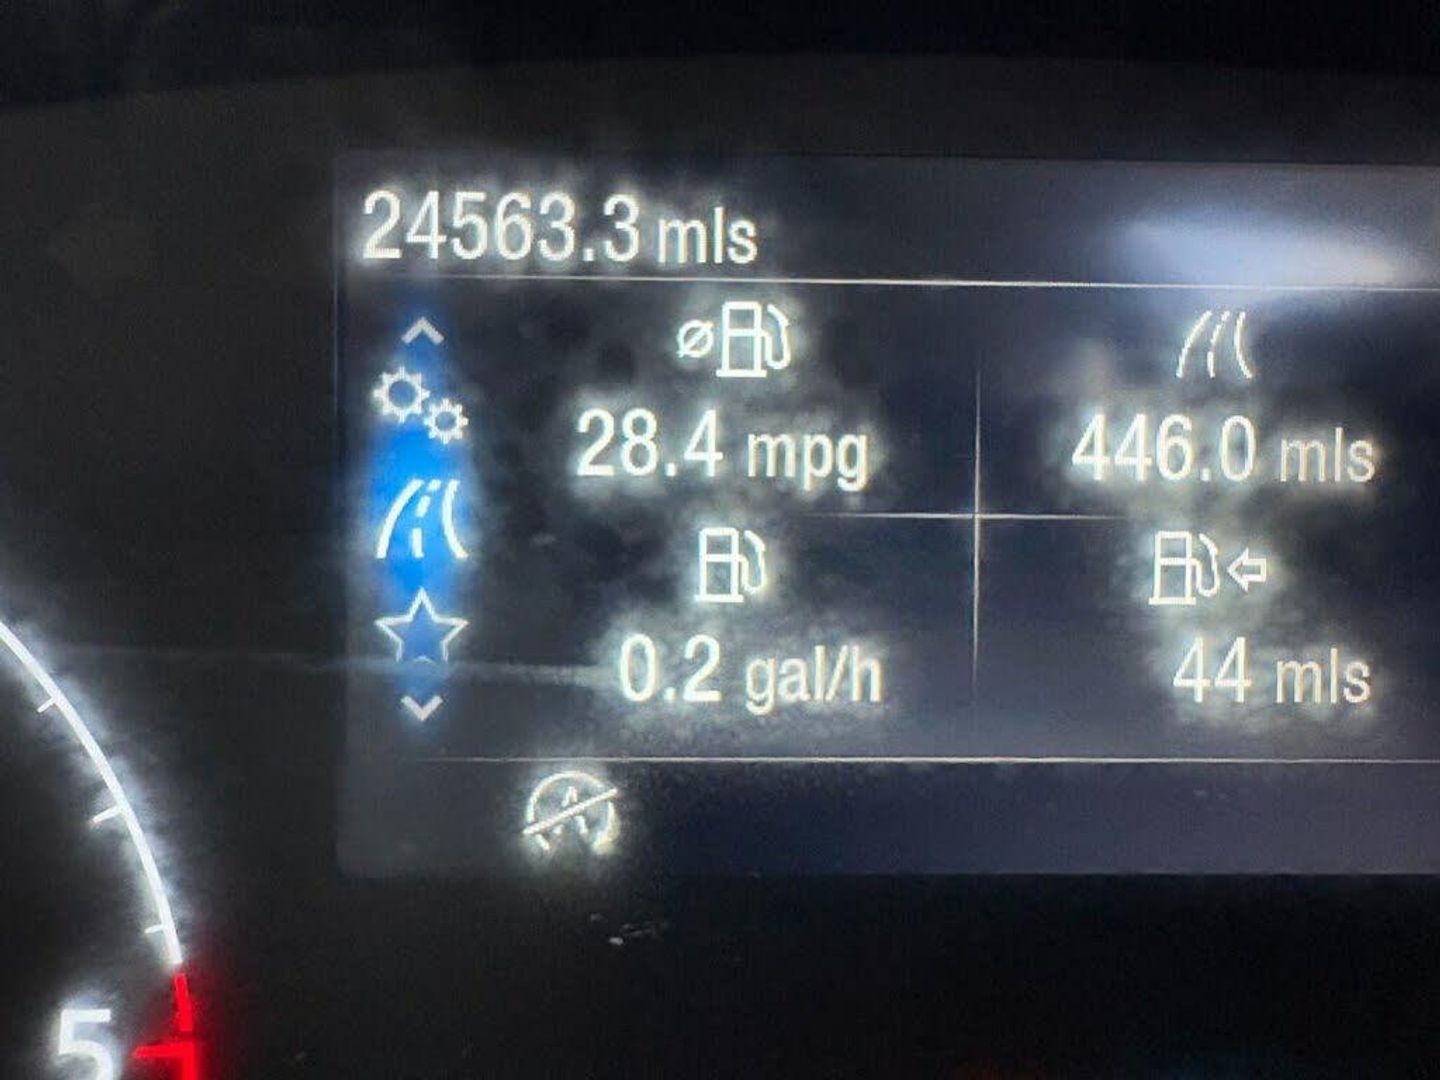 24563.3 mls
28.4 mpg
446.0 mls
0.2 gal/h
44 mls
A
5